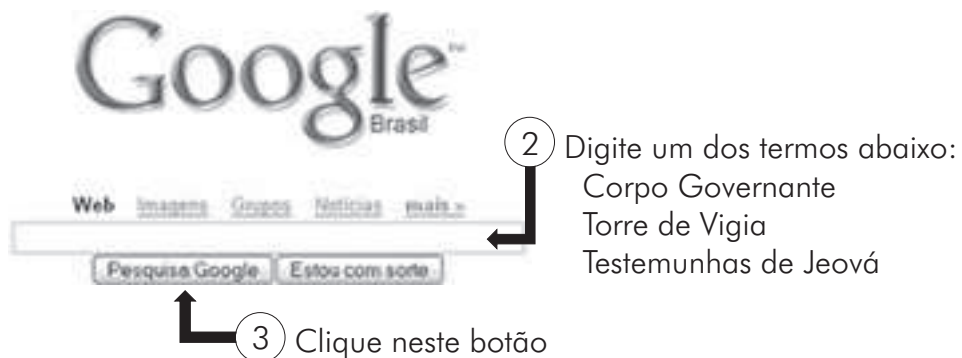 Google™
Brasil
2 Digite um dos termos abaixo:
Corpo Governante
Torre de Vigia
Testemunhas de Jeová
Web Imagens Grupos Notícias mais »
Pesquisa Google Estou com sorte
3 Clique neste botão